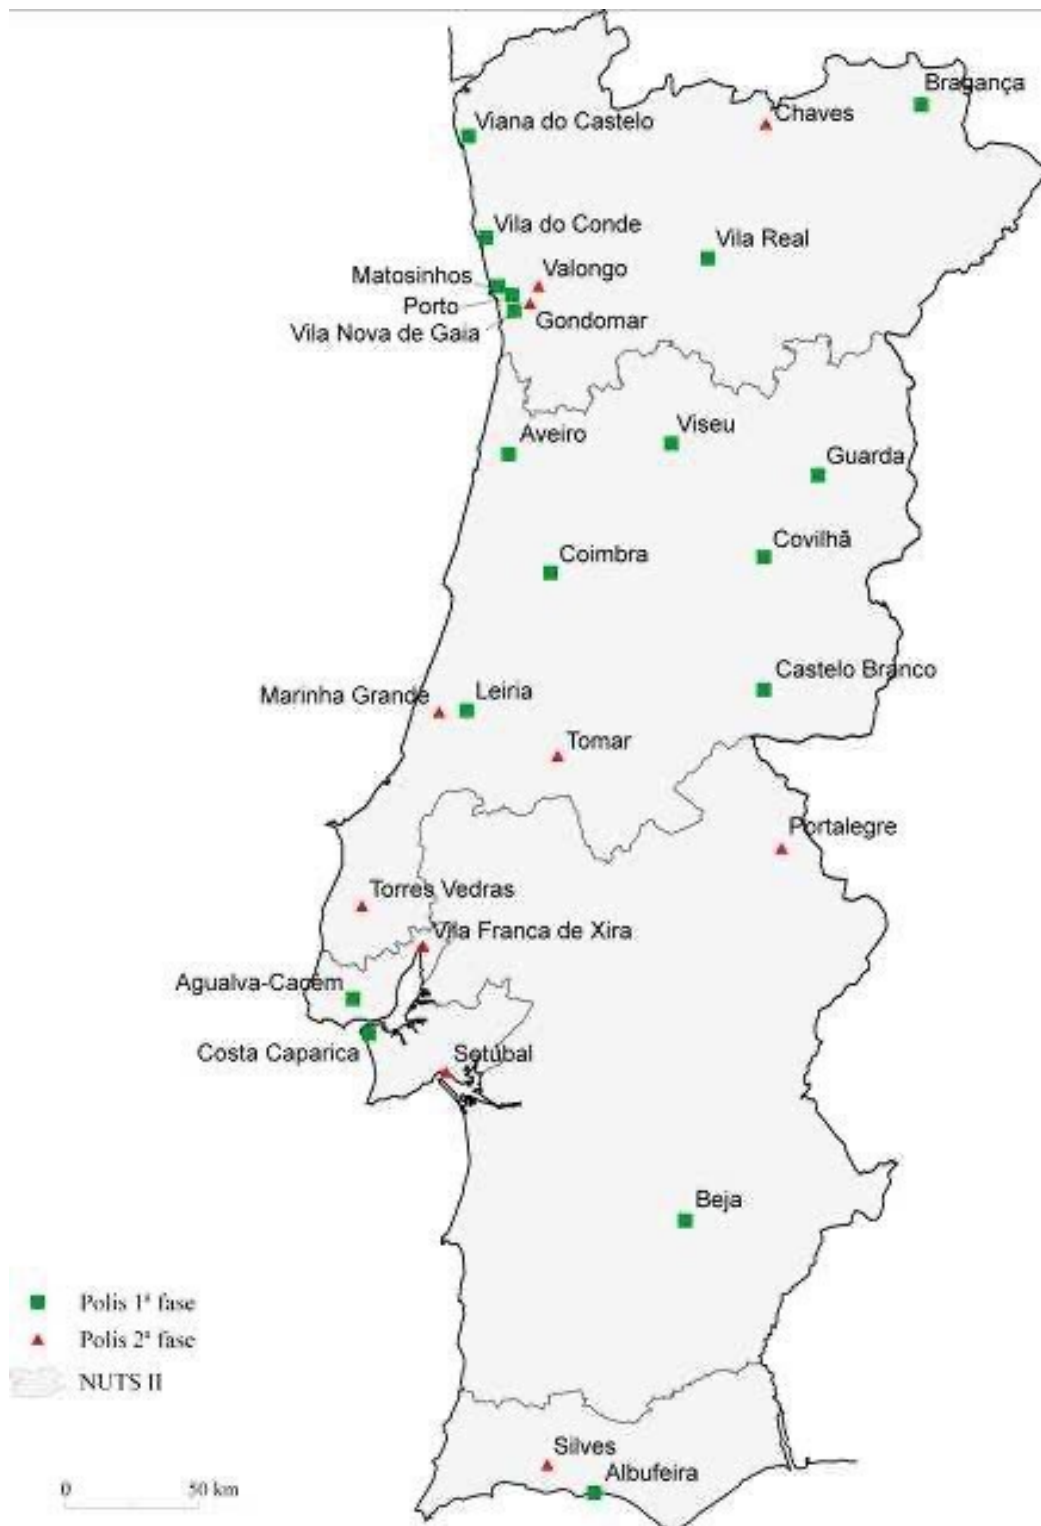 Bragança
Chaves
Viana do Castelo
Vila do Conde
Vila Real
Matosinhos
Valongo
Porto
Gondomar
Vila Nova de Gaia
Viseu
Aveiro
Guarda
Covilhã
Coimbra
Castelo Branco
Marinha Grande
Leiria
Tomar
Portalegre
Torres Vedras
Vila Franca de Xira
Agualva-Cacém
Costa Caparica
Setúbal
Beja
Polis 1ª fase
Polis 2ª fase
NUTS II
Silves
Albufeira
0 50 km